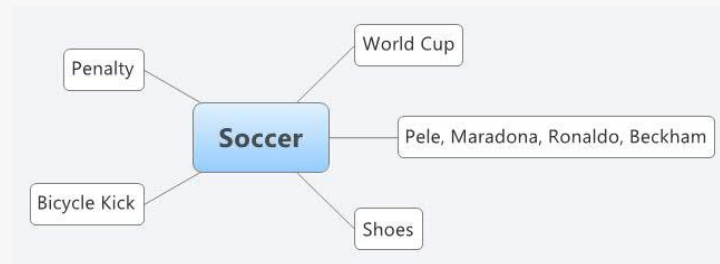 World Cup
Penalty
Soccer
Pele, Maradona, Ronaldo, Beckham
Bicycle Kick
Shoes